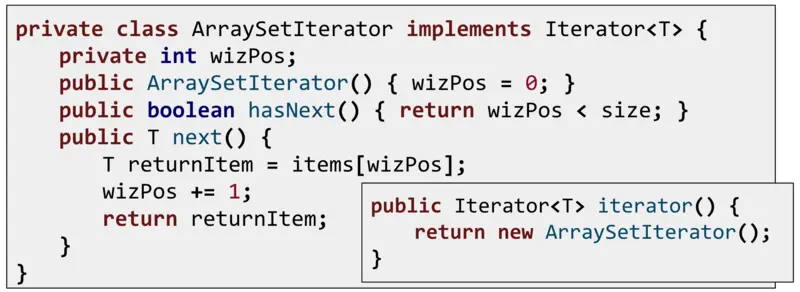 private class ArraySetIterator implements Iterator<T> {
    private int wizPos;
    public ArraySetIterator() { wizPos = 0; }
    public boolean hasNext() { return wizPos < size; }
    public T next() {
        T returnItem = items[wizPos];
        wizPos += 1;
        return returnItem;
    }
}
public Iterator<T> iterator() {
    return new ArraySetIterator();
}